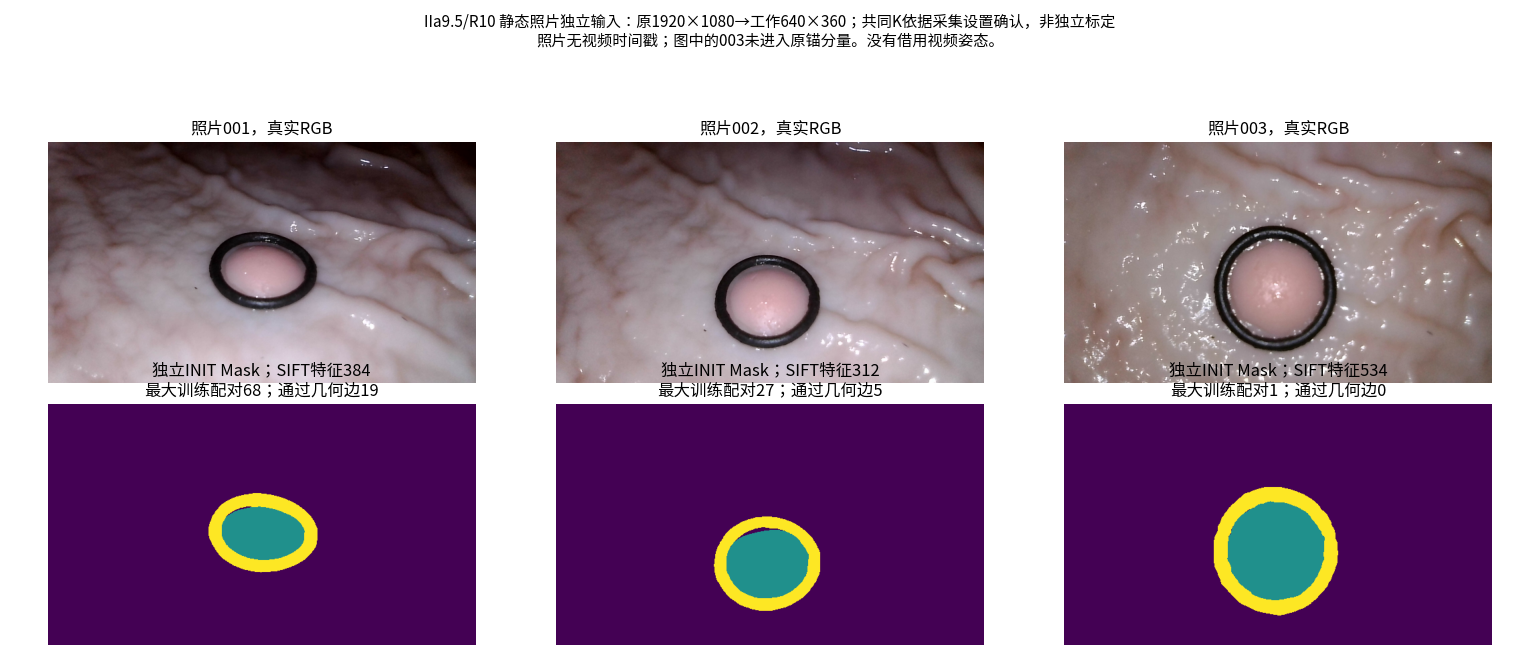 IIa9.5/R10 静态照片独立输入：原1920×1080→工作640×360；共同K依据采集设置确认，非独立标定
照片无视频时间戳；图中的003未进入原锚分量。没有借用视频姿态。
照片001，真实RGB
照片002，真实RGB
照片003，真实RGB
独立INIT Mask；SIFT特征384
最大训练配对68；通过几何边19
独立INIT Mask；SIFT特征312
最大训练配对27；通过几何边5
独立INIT Mask；SIFT特征534
最大训练配对1；通过几何边0